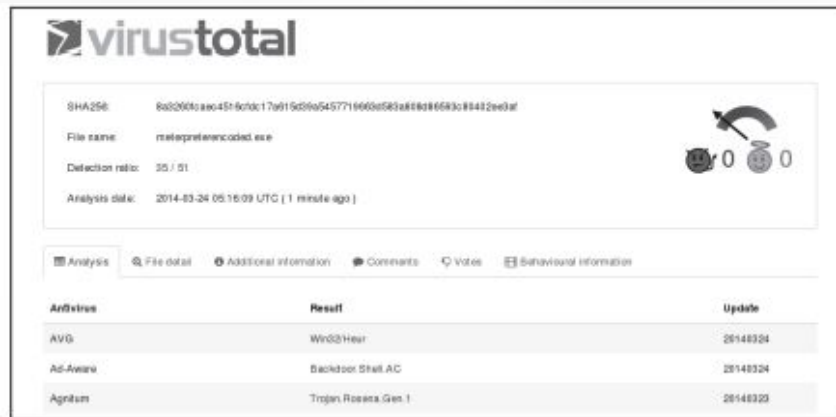 virustotal
SHA256:
File name: meterpreterencoded.exe
Detection ratio: 35 / 51
Analysis date: 2014-03-24 05:16:09 UTC ( 1 minute ago )
0 0
Analysis File detail Additional information Comments Votes Behavioural information
Antivirus Result Update
AVG Win32/Heur 20140324
Ad-Aware Backdoor.Shell.AC 20140324
Agnitum Trojan.Rosena.Gen.1 20140323